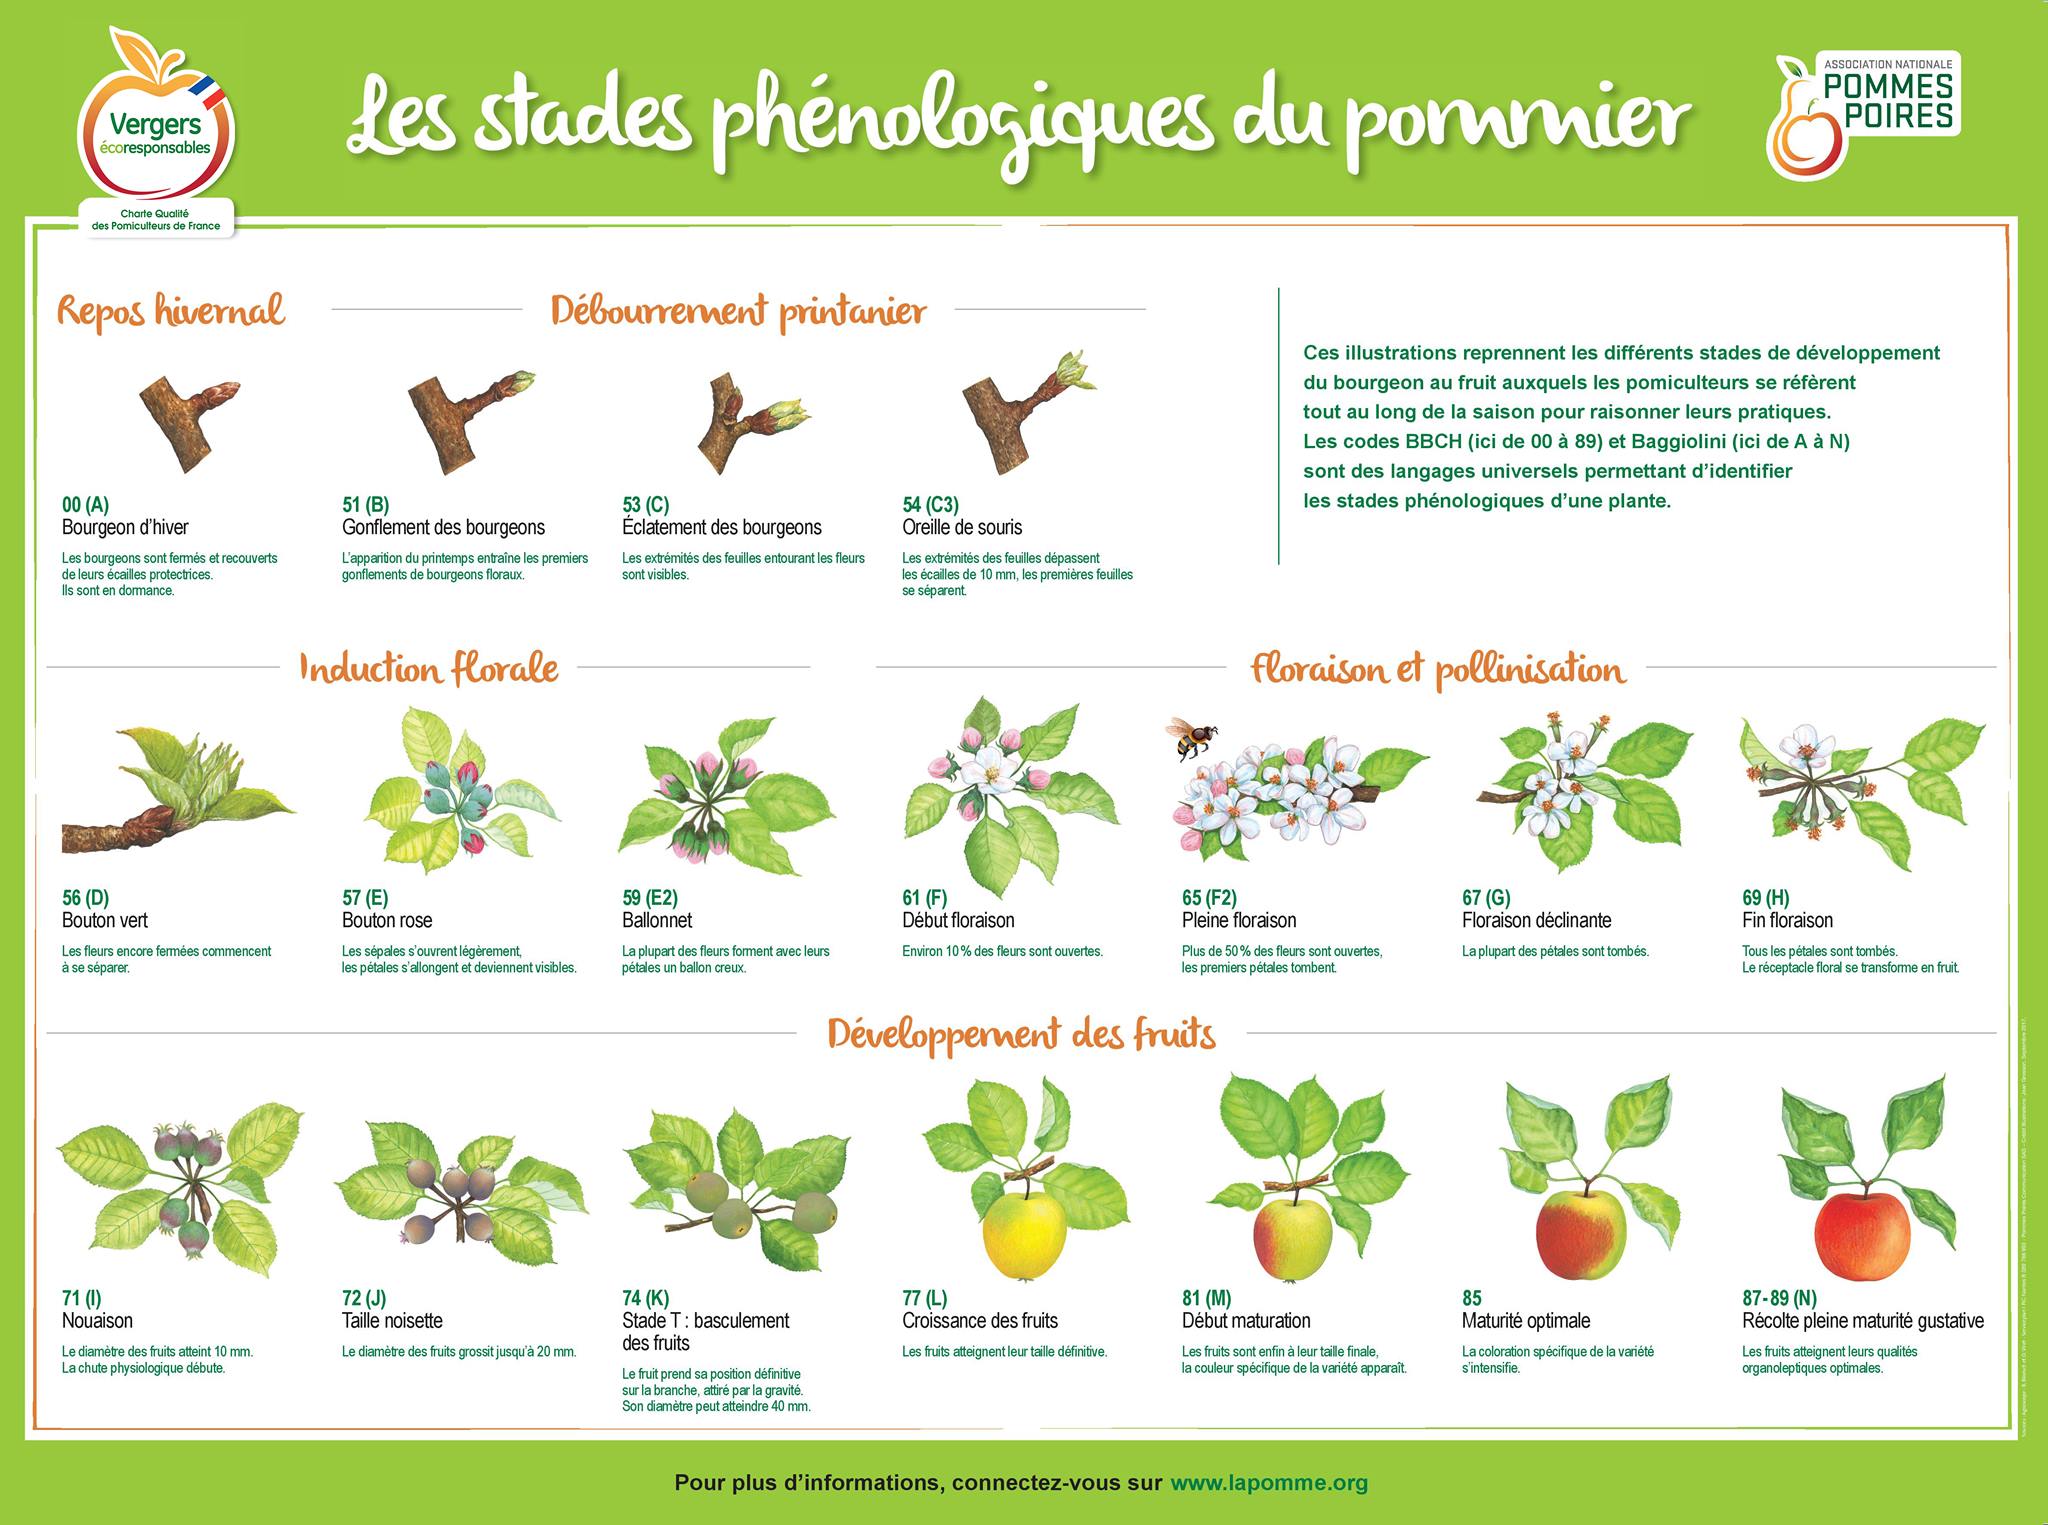 Vergers
écoresponsables
Charte Qualité
des Pomiculteurs de France
Les stades phénologiques du pommier
ASSOCIATION NATIONALE
POMMES
POIRES
Repos hivernal
Débourrement printanier
00 (A)
Bourgeon d’hiver
Les bourgeons sont fermés et recouverts
de leurs écailles protectrices.
Ils sont en dormance.
51 (B)
Gonflement des bourgeons
L’apparition du printemps entraîne les premiers
gonflements de bourgeons floraux.
53 (C)
Éclatement des bourgeons
Les extrémités des feuilles entourant les fleurs
sont visibles.
54 (C3)
Oreille de souris
Les extrémités des feuilles dépassent
les écailles de 10 mm, les premières feuilles
se séparent.
Ces illustrations reprennent les différents stades de développement
du bourgeon au fruit auxquels les pomiculteurs se réfèrent
tout au long de la saison pour raisonner leurs pratiques.
Les codes BBCH (ici de 00 à 89) et Baggiolini (ici de A à N)
sont des langages universels permettant d’identifier
les stades phénologiques d’une plante.
Induction florale
Floraison et pollinisation
56 (D)
Bouton vert
Les fleurs encore fermées commencent
à se séparer.
57 (E)
Bouton rose
Les sépales s’ouvrent légèrement,
les pétales s’allongent et deviennent visibles.
59 (E2)
Ballonnet
La plupart des fleurs forment avec leurs
pétales un ballon creux.
61 (F)
Début floraison
Environ 10 % des fleurs sont ouvertes.
65 (F2)
Pleine floraison
Plus de 50 % des fleurs sont ouvertes,
les premiers pétales tombent.
67 (G)
Floraison déclinante
La plupart des pétales sont tombés.
69 (H)
Fin floraison
Tous les pétales sont tombés.
Le réceptacle floral se transforme en fruit.
Développement des fruits
71 (I)
Nouaison
Le diamètre des fruits atteint 10 mm.
La chute physiologique débute.
72 (J)
Taille noisette
Le diamètre des fruits grossit jusqu’à 20 mm.
74 (K)
Stade T : basculement
des fruits
Le fruit prend sa position définitive
sur la branche, attiré par la gravité.
Son diamètre peut atteindre 40 mm.
77 (L)
Croissance des fruits
Les fruits atteignent leur taille définitive.
81 (M)
Début maturation
Les fruits sont enfin à leur taille finale,
la couleur spécifique de la variété apparaît.
85
Maturité optimale
La coloration spécifique de la variété
s’intensifie.
87-89 (N)
Récolte pleine maturité gustative
Les fruits atteignent leurs qualités
organoleptiques optimales.
Pour plus d’informations, connectez-vous sur www.lapomme.org